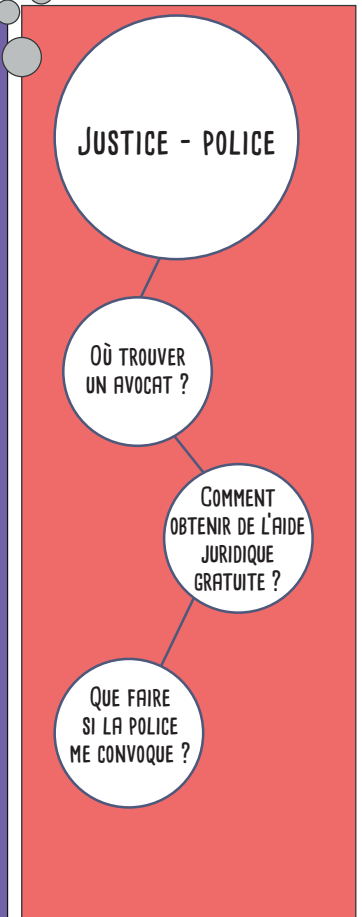 Justice - police
Où trouver
un avocat ?
Comment
obtenir de l'aide
juridique
gratuite ?
Que faire
si la police
me convoque ?